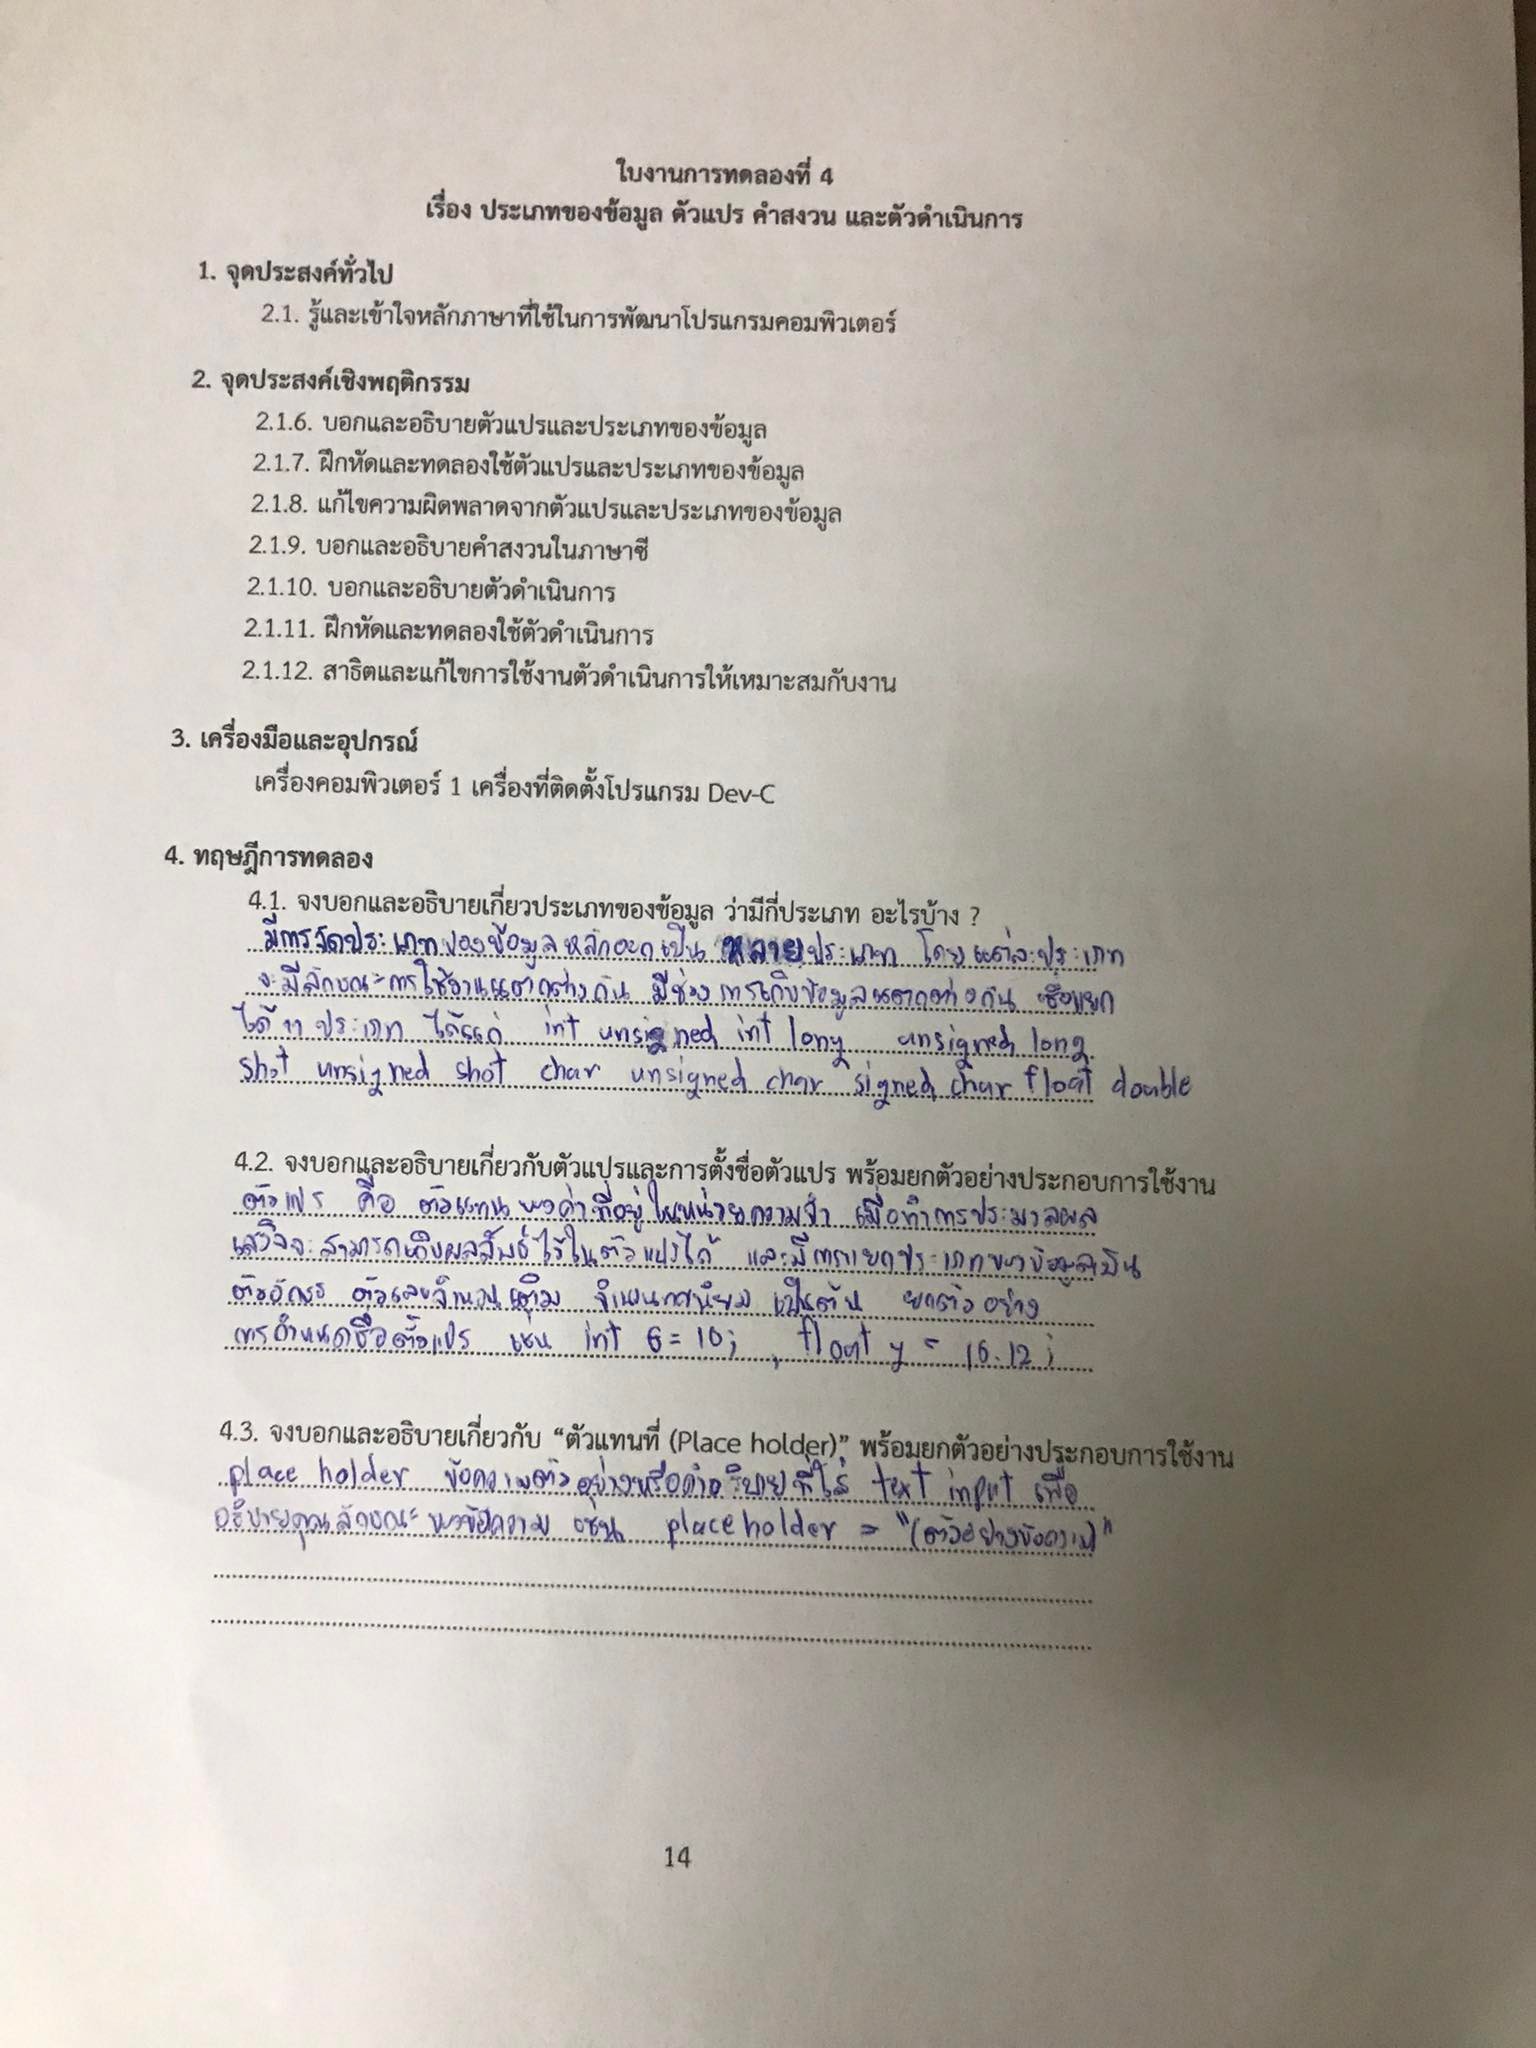 ใบงานการทดลองที่ 4
เรื่อง ประเภทของข้อมูล ตัวแปร คำสงวน และตัวดำเนินการ
1. จุดประสงค์ทั่วไป
2.1. รู้และเข้าใจหลักภาษาที่ใช้ในการพัฒนาโปรแกรมคอมพิวเตอร์
2. จุดประสงค์เชิงพฤติกรรม
2.1.6. บอกและอธิบายตัวแปรและประเภทของข้อมูล
2.1.7. ฝึกหัดและทดลองใช้ตัวแปรและประเภทของข้อมูล
2.1.8. แก้ไขความผิดพลาดจากตัวแปรและประเภทของข้อมูล
2.1.9. บอกและอธิบายคำสงวนในภาษาซี
2.1.10. บอกและอธิบายตัวดำเนินการ
2.1.11. ฝึกหัดและทดลองใช้ตัวดำเนินการ
2.1.12. สาธิตและแก้ไขการใช้งานตัวดำเนินการให้เหมาะสมกับงาน
3. เครื่องมือและอุปกรณ์
เครื่องคอมพิวเตอร์ 1 เครื่องที่ติดตั้งโปรแกรม Dev-C
4. ทฤษฎีการทดลอง
4.1. จงบอกและอธิบายเกี่ยวประเภทของข้อมูล ว่ามีกี่ประเภท อะไรบ้าง ?
มีการจัดประเภทของข้อมูลหลักออกเป็น หลายประเภท โดยแต่ละประเภท
จะมีลักษณะการใช้งานแตกต่างกัน มีช่วงการเก็บข้อมูลแตกต่างกัน ซึ่งแยก
ได้ 11 ประเภท ได้แก่ int unsigned int long unsigned long
shot unsigned shot char unsigned char signed char float double
4.2. จงบอกและอธิบายเกี่ยวกับตัวแปรและการตั้งชื่อตัวแปร พร้อมยกตัวอย่างประกอบการใช้งาน
ตัวแปร คือ ตัวแทนของค่าที่อยู่ในหน่วยความจำ เมื่อทำการประมวลผล
เสร็จจะสามารถเก็บผลลัพธ์ไว้ในตัวแปรได้ และมีการแยกประเภทของข้อมูลเป็น
ตัวอักษร ตัวเลขจำนวนเต็ม จำนวนทศนิยม เป็นต้น ยกตัวอย่าง
การกำหนดชื่อตัวแปร เช่น int = 10; , float y = 16.12;
4.3. จงบอกและอธิบายเกี่ยวกับ “ตัวแทนที่ (Place holder)” พร้อมยกตัวอย่างประกอบการใช้งาน
place holder ข้อความตัวอย่างหรือคำอธิบายที่ใส่ text input เพื่อ
อธิบายคุณลักษณะของข้อความ เช่น placeholder = "(ตัวอย่างข้อความ)"
14